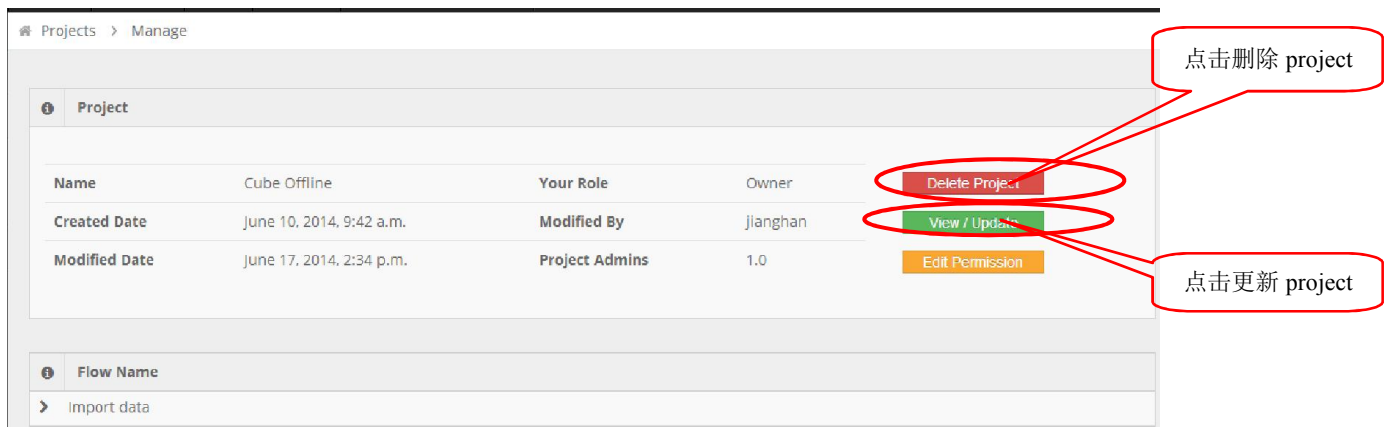 Projects > Manage
点击删除 project
Project
Name Cube Offline Your Role Owner Delete Project
Created Date June 10, 2014, 9:42 a.m. Modified By jianghan View / Update
Modified Date June 17, 2014, 2:34 p.m. Project Admins 1.0 Edit Permission
点击更新 project
Flow Name
Import data